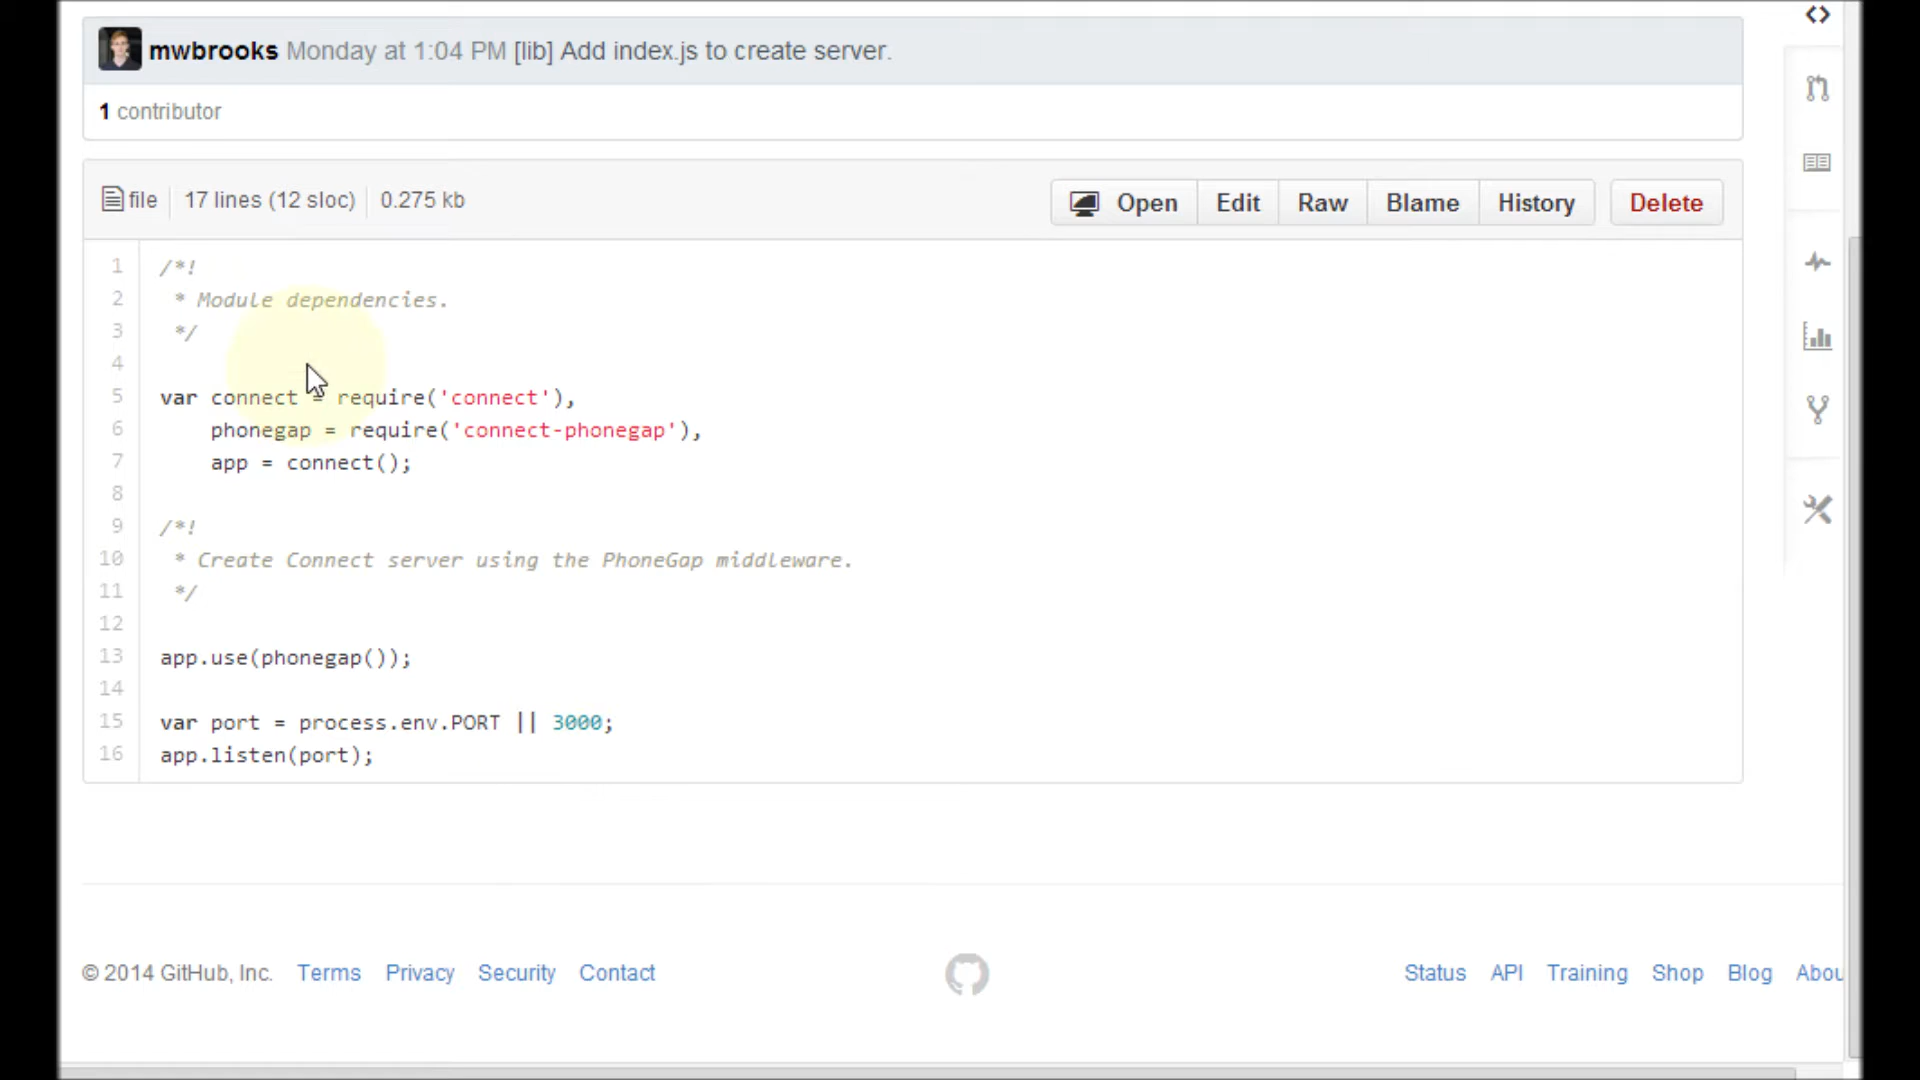 mwbrooks Monday at 1:04 PM [lib] Add index.js to create server.
1 contributor
file 17 lines (12 sloc) 0.275 kb Open Edit Raw Blame History Delete
1 /*!
2  * Module dependencies.
3  */
4
5 var connect = require('connect'),
6     phonegap = require('connect-phonegap'),
7     app = connect();
8
9 /*!
10  * Create Connect server using the PhoneGap middleware.
11  */
12
13 app.use(phonegap());
14
15 var port = process.env.PORT || 3000;
16 app.listen(port);
© 2014 GitHub, Inc. Terms Privacy Security Contact Status API Training Shop Blog Abou